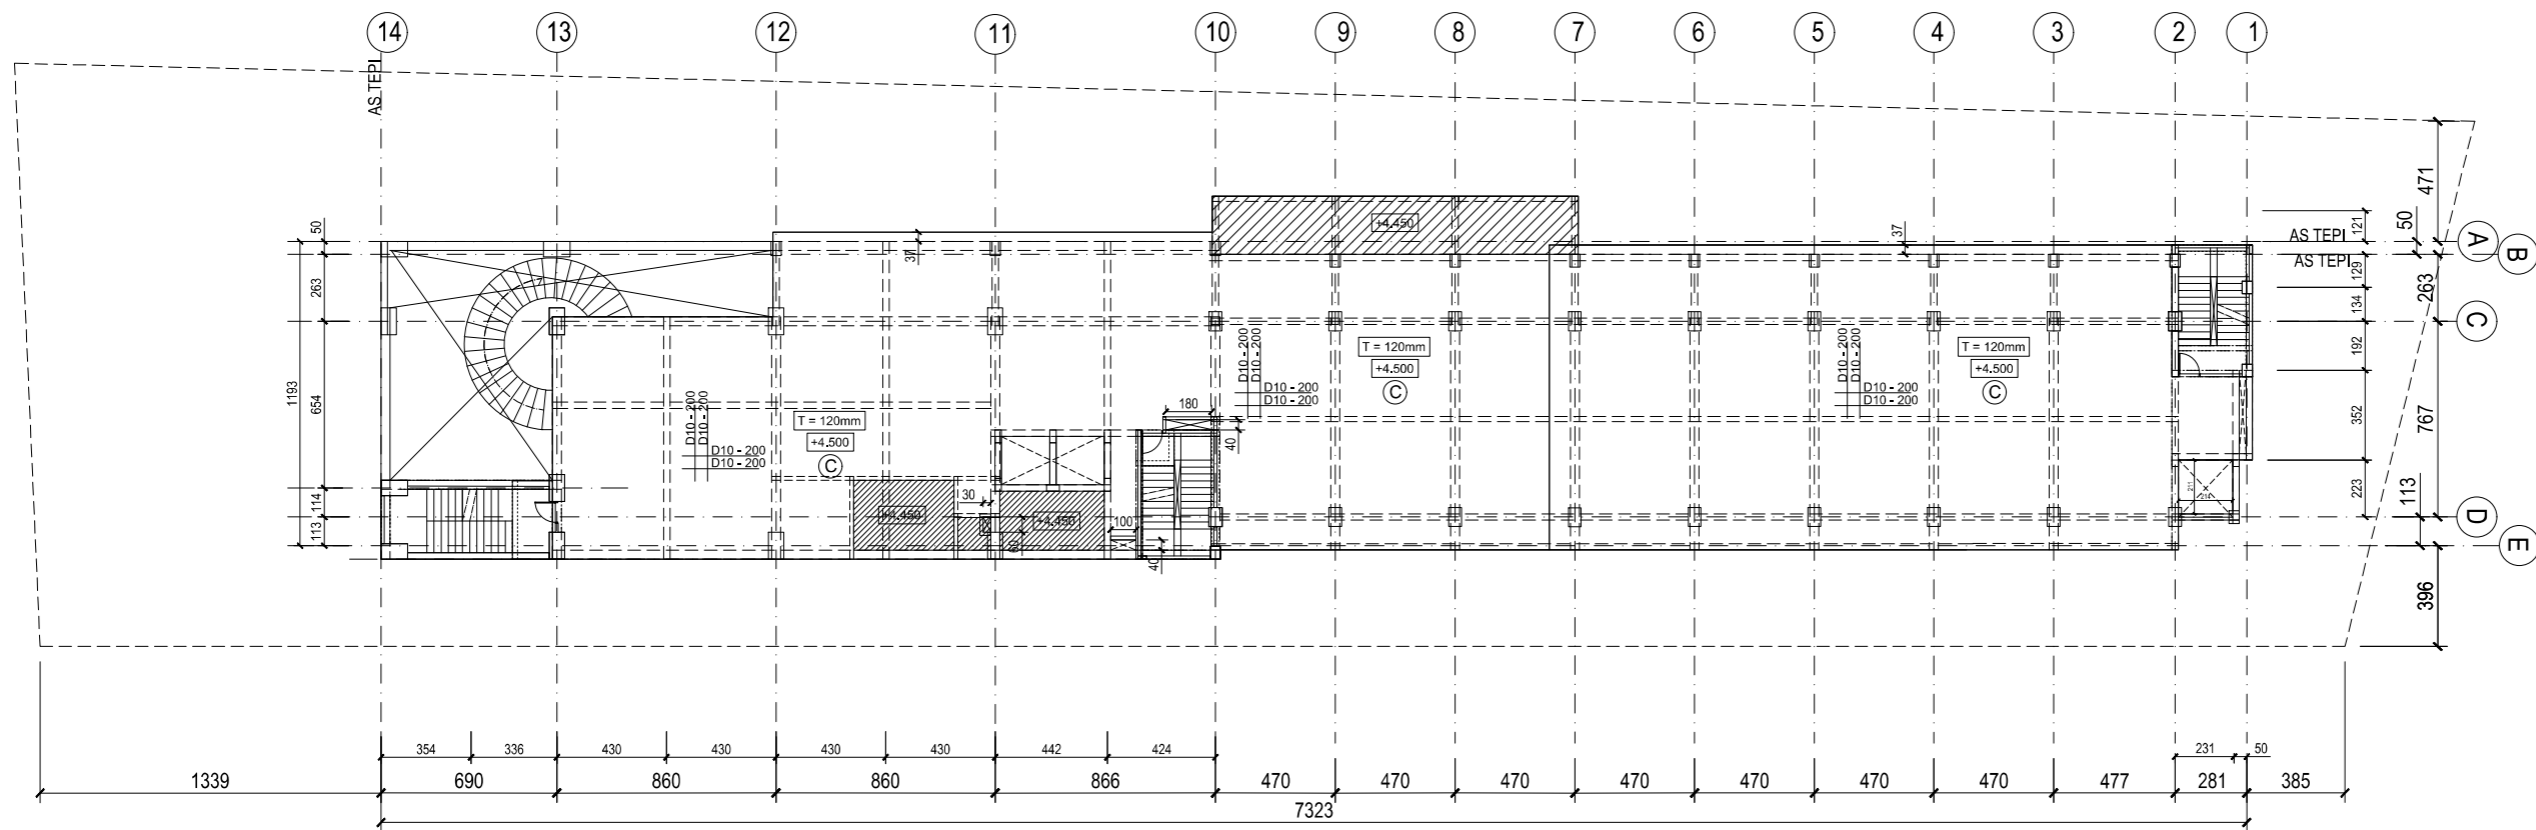 14
13
12
11
10
9
8
7
6
5
4
3
2
1
AS TEPI
471
121
50
50
37
+4.450
37
AS TEPI
A
B
AS TEPI
129
263
263
134
C
D10 - 200
D10 - 200
T = 120mm
+4.500
C
D10 - 200
D10 - 200
D10 - 200
D10 - 200
T = 120mm
+4.500
C
D10 - 200
D10 - 200
192
1193
654
D10 - 200
D10 - 200
T = 120mm
+4.500
C
D10 - 200
D10 - 200
180
40
352
767
211
214
223
114
30
+4.450
+4.450
100
60
40
113
113
D
E
396
354
336
430
430
430
430
442
424
231
50
1339
690
860
860
866
470
470
470
470
470
470
470
477
281
385
7323